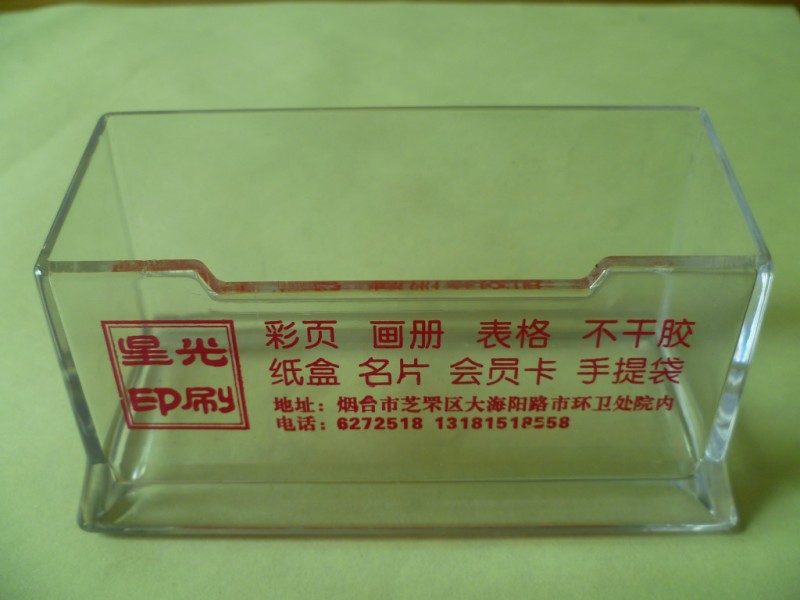 星光
印刷
彩页 画册 表格 不干胶
纸盒 名片 会员卡 手提袋
地址：烟台市芝罘区大海阳路市环卫处院内
电话：6272518 13181518558